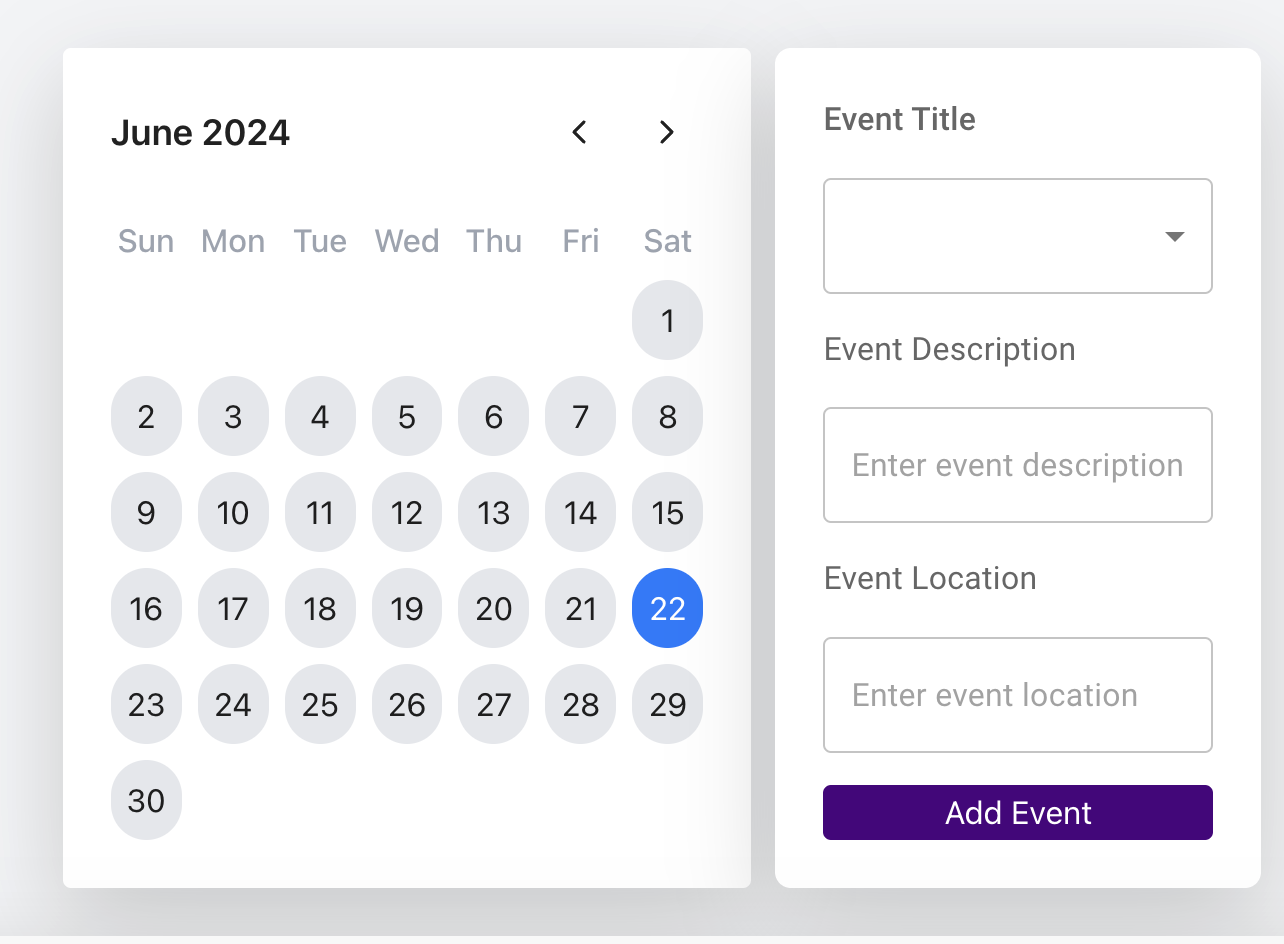 June 2024
Sun Mon Tue Wed Thu Fri Sat
1
2 3 4 5 6 7 8
9 10 11 12 13 14 15
16 17 18 19 20 21 22
23 24 25 26 27 28 29
30
Event Title
Event Description
Enter event description
Event Location
Enter event location
Add Event